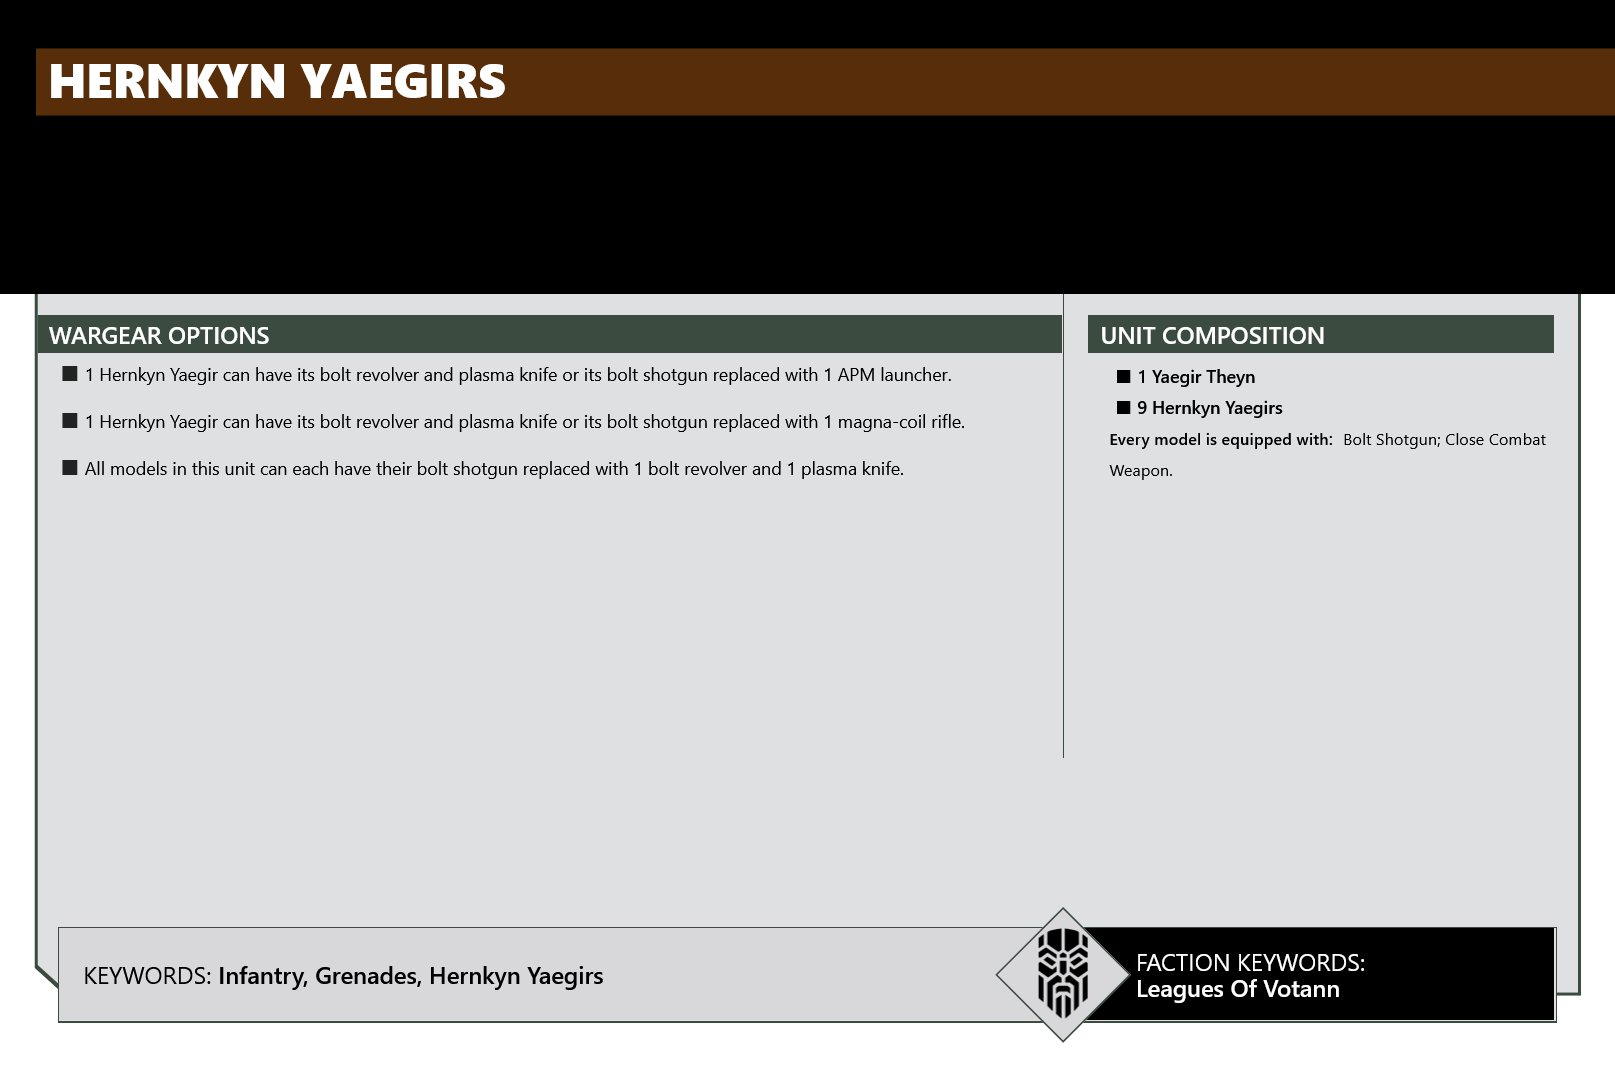 HERNKYN YAEGIRS
WARGEAR OPTIONS
■ 1 Hernkyn Yaegir can have its bolt revolver and plasma knife or its bolt shotgun replaced with 1 APM launcher.
■ 1 Hernkyn Yaegir can have its bolt revolver and plasma knife or its bolt shotgun replaced with 1 magna-coil rifle.
■ All models in this unit can each have their bolt shotgun replaced with 1 bolt revolver and 1 plasma knife.
UNIT COMPOSITION
■ 1 Yaegir Theyn
■ 9 Hernkyn Yaegirs
Every model is equipped with: Bolt Shotgun; Close Combat
Weapon.
KEYWORDS: Infantry, Grenades, Hernkyn Yaegirs
FACTION KEYWORDS:
Leagues Of Votann